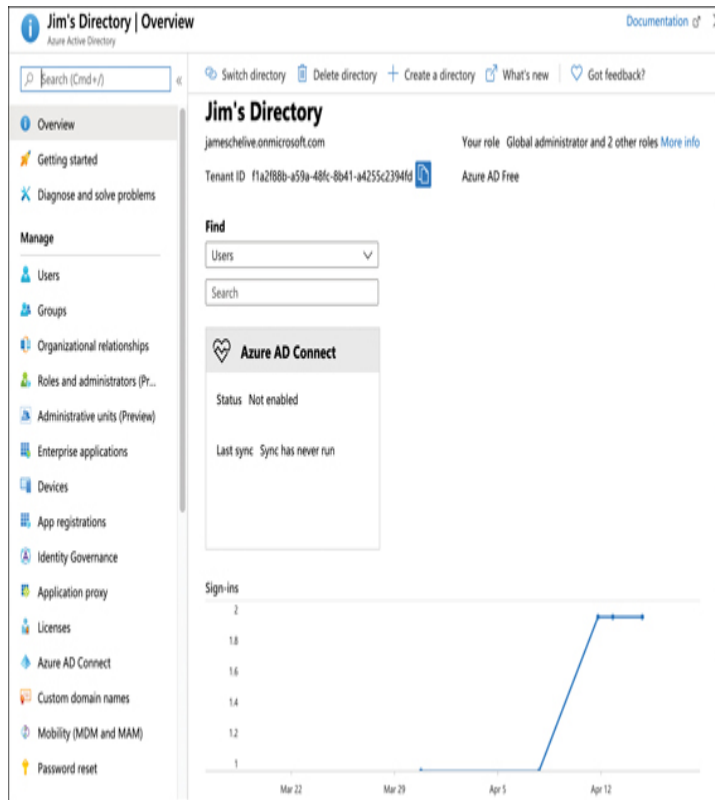 Jim's Directory | Overview
Azure Active Directory
Documentation
Search (Cmd+/)
«
Overview
Getting started
Diagnose and solve problems
Manage
Users
Groups
Organizational relationships
Roles and administrators (Pr...
Administrative units (Preview)
Enterprise applications
Devices
App registrations
Identity Governance
Application proxy
Licenses
Azure AD Connect
Custom domain names
Mobility (MDM and MAM)
Password reset
Switch directory Delete directory Create a directory What's new Got feedback?
Jim's Directory
jameschelive.onmicrosoft.com
Your role Global administrator and 2 other roles More info
Tenant ID f1a2f88b-a59a-48fc-8b41-a4255c2394fd
Azure AD Free
Find
Users
Search
Azure AD Connect
Status Not enabled
Last sync Sync has never run
Sign-ins
2
1.8
1.6
1.4
1.2
1
Mar 22 Mar 29 Apr 5 Apr 12